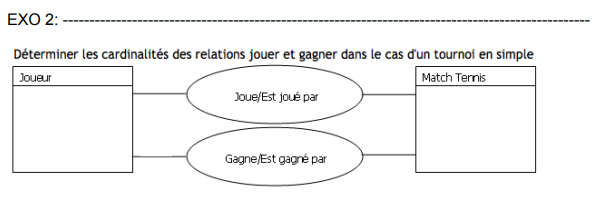 EXO 2: --------------------------------------------------------------------------------------------------------
Déterminer les cardinalités des relations jouer et gagner dans le cas d'un tournoi en simple
Joueur
Match Tennis
Joue/Est joué par
Gagne/Est gagné par